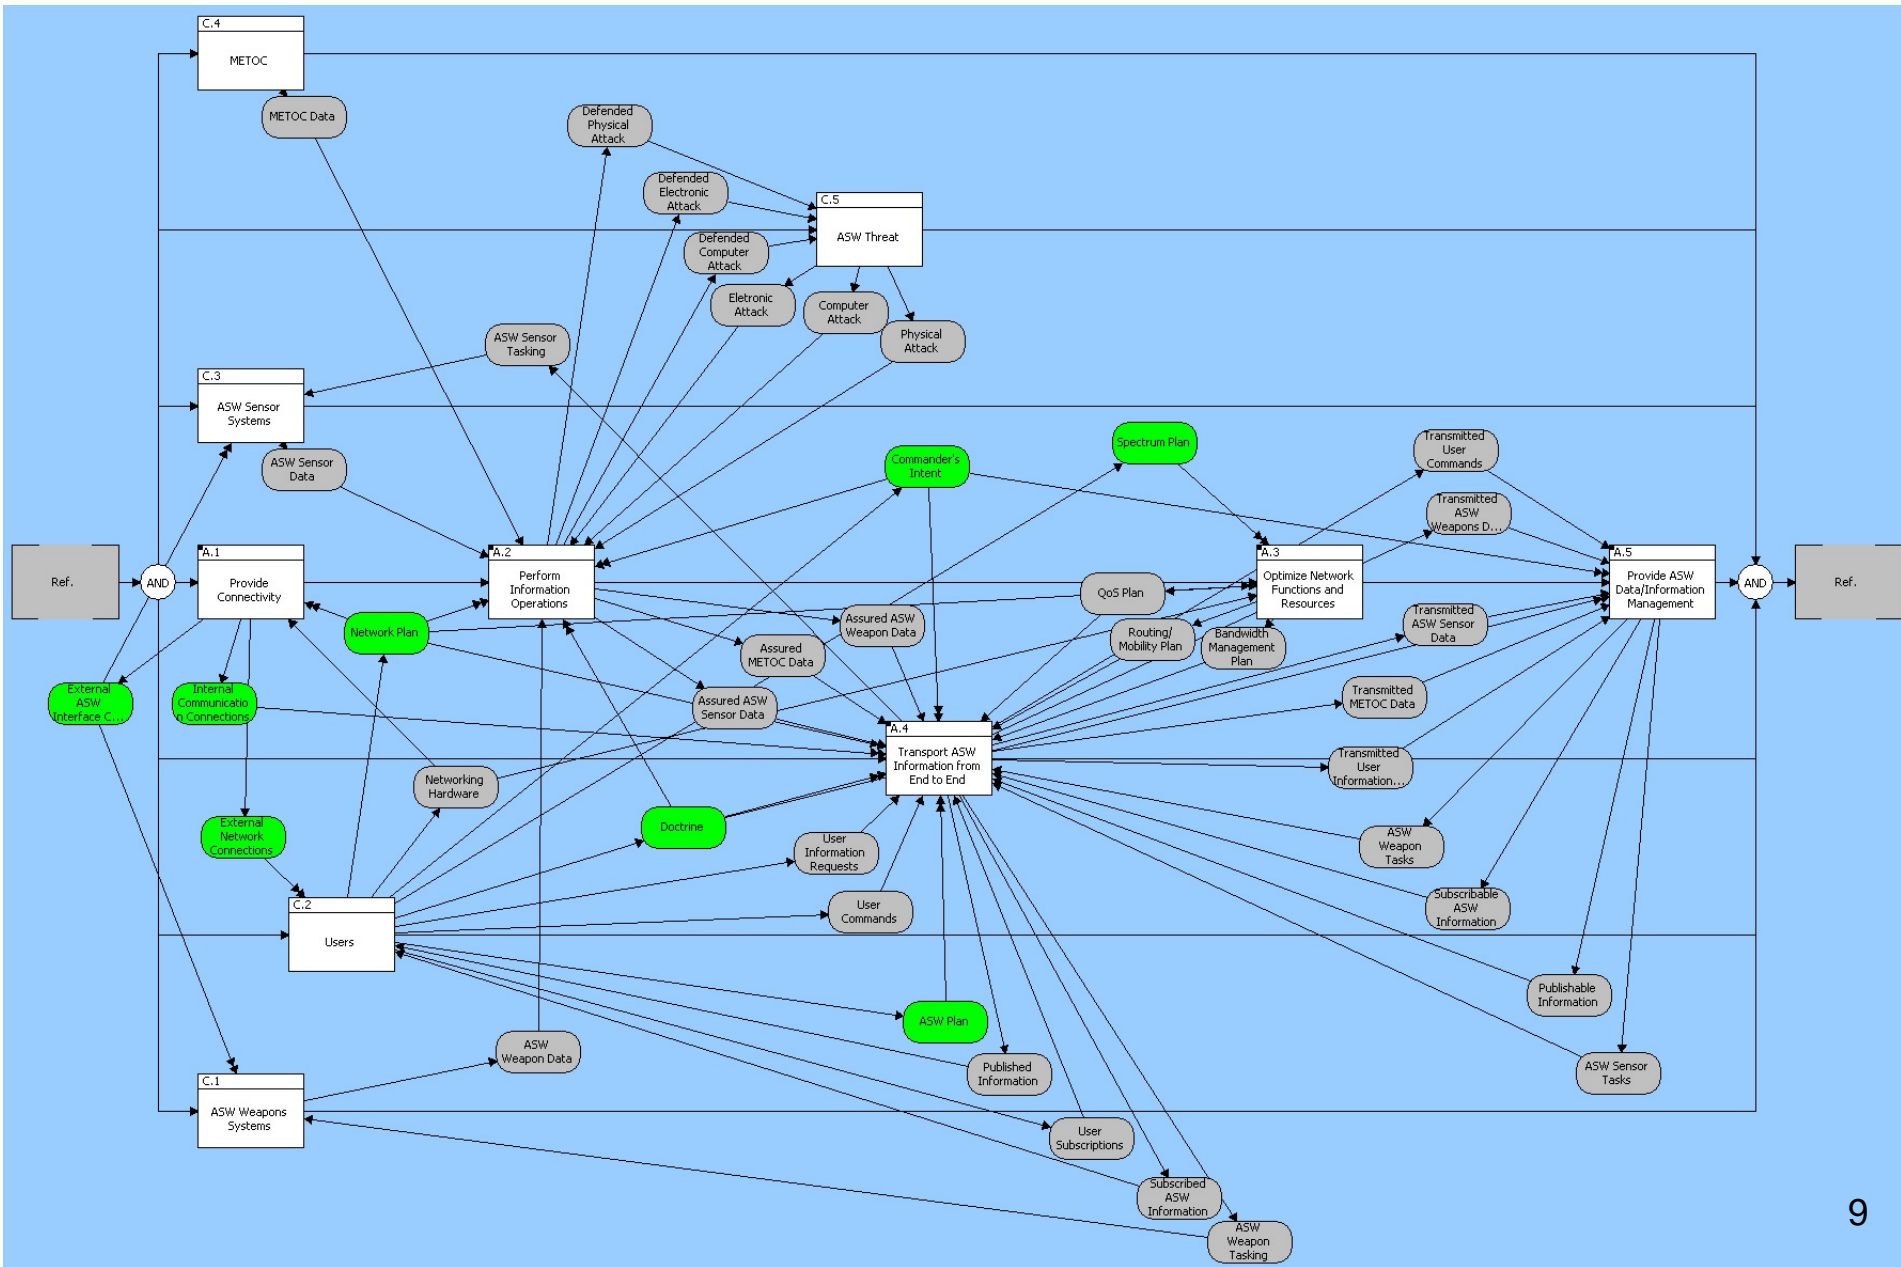 C.4
METOC
METOC Data
Defended
Physical
Attack
Defended
Electronic
Attack
C.5
ASW Threat
Defended
Computer
Attack
Eletronic
Attack
Computer
Attack
Physical
Attack
ASW Sensor
Tasking
C.3
ASW Sensor
Systems
ASW Sensor
Data
Commander's
Intent
Spectrum Plan
Transmitted
User
Commands
Transmitted
ASW
Weapons D...
Ref.
AND
A.1
Provide
Connectivity
A.2
Perform
Information
Operations
A.3
Optimize Network
Functions and
Resources
A.5
Provide ASW
Data/Information
Management
AND
Ref.
QoS Plan
Network Plan
Assured ASW
Weapon Data
Assured
METOC Data
Routing/
Mobility Plan
Bandwidth
Management
Plan
Transmitted
ASW Sensor
Data
External
ASW
Interface C...
Internal
Communicatio
n Connections
Assured ASW
Sensor Data
Transmitted
METOC Data
A.4
Transport ASW
Information from
End to End
Transmitted
User
Information...
Networking
Hardware
External
Network
Connections
Doctrine
User
Information
Requests
ASW
Weapon
Tasks
User
Commands
Subscribable
ASW
Information
C.2
Users
Publishable
Information
ASW Plan
ASW
Weapon Data
Published
Information
ASW Sensor
Tasks
C.1
ASW Weapons
Systems
User
Subscriptions
Subscribed
ASW
Information
ASW
Weapon
Tasking
9